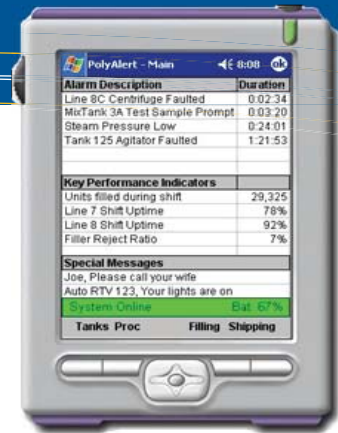 PolyAlert - Main 8:08 ok
Alarm Description Duration
Line 8C Centrifuge Faulted 0:02:34
MixTank 3A Test Sample Prompt 0:03:20
Steam Pressure Low 0:24:01
Tank 125 Agitator Faulted 1:21:53
Key Performance Indicators
Units filled during shift 29,325
Line 7 Shift Uptime 78%
Line 8 Shift Uptime 92%
Filler Reject Ratio 7%
Special Messages
Joe, Please call your wife
Auto RTV 123, Your lights are on
System Online Bat 67%
Tanks Proc Filling Shipping